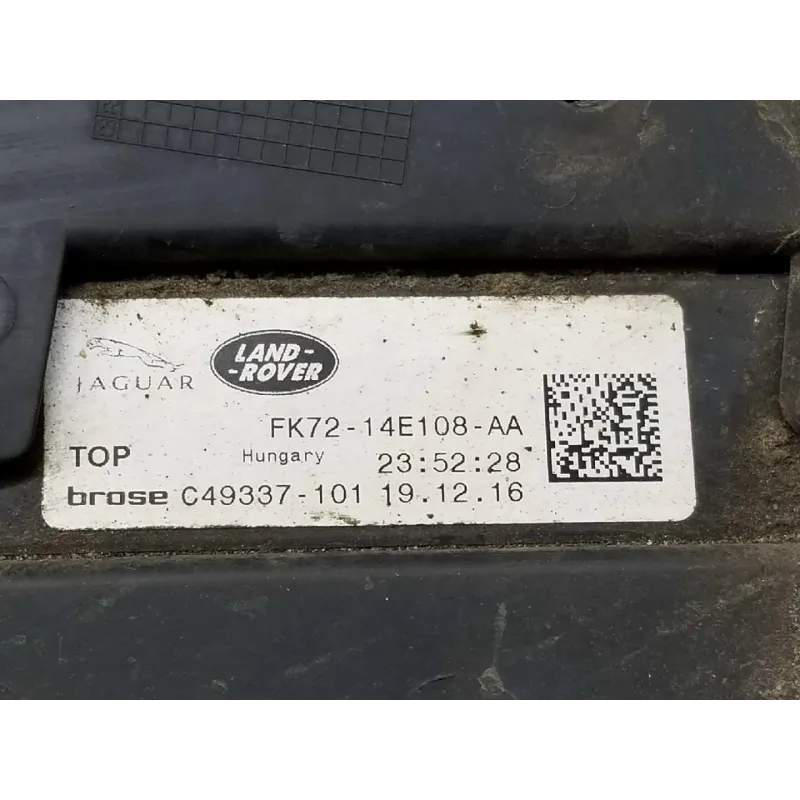 JAGUAR
LAND-
-ROVER
FK72-14E108-AA
TOP Hungary 23:52:28
brose C49337-101 19.12.16